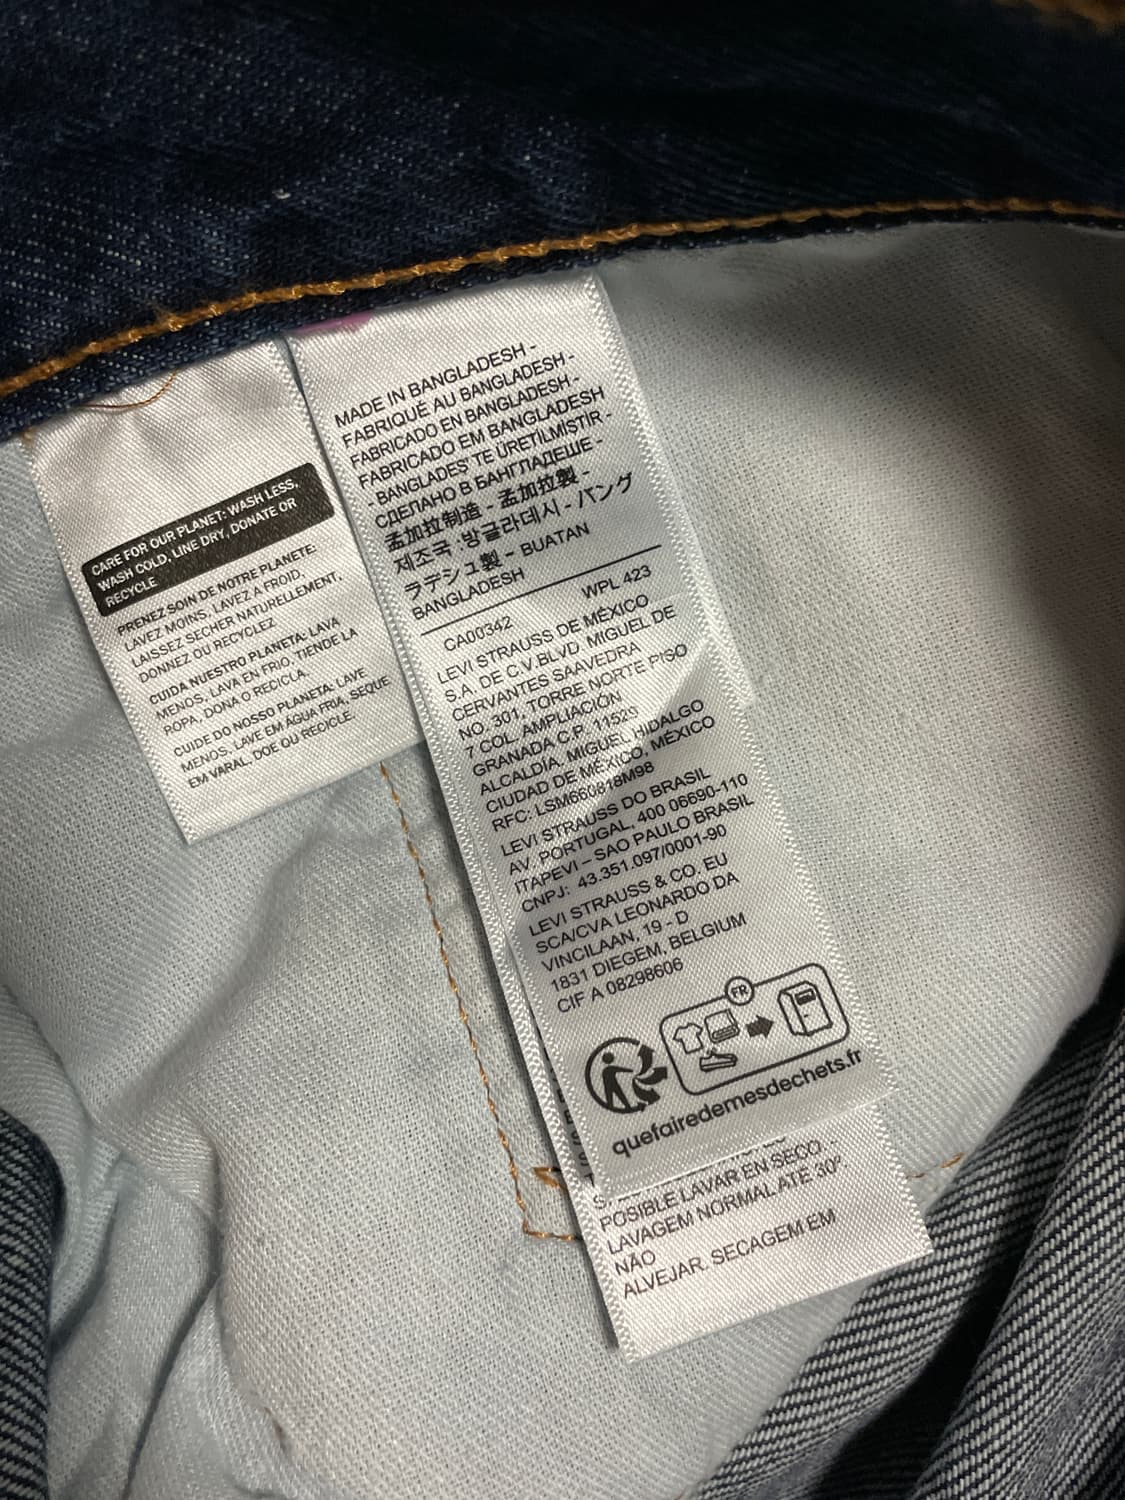 CARE FOR OUR PLANET: WASH LESS,
WASH COLD, LINE DRY, DONATE OR
RECYCLE
PRENEZ SOIN DE NOTRE PLANETE:
LAVEZ MOINS, LAVEZ A FROID,
LAISSEZ SECHER NATURELLEMENT,
DONNEZ OU RECYCLEZ
CUIDA NUESTRO PLANETA: LAVA
MENOS, LAVA EN FRIO, TIENDE LA
ROPA, DONA O RECICLA.
CUIDE DO NOSSO PLANETA: LAVE
MENOS, LAVE EM ÁGUA FRIA, SEQUE
EM VARAL, DOE OU RECICLE.
MADE IN BANGLADESH -
FABRIQUÉ AU BANGLADESH -
FABRICADO EN BANGLADESH -
FABRICADO EM BANGLADESH
- BANGLADEŞ TE ÜRETİLMİŞTİR -
СДЕЛАНО В БАНГЛАДЕШЕ -
孟加拉制造 - 孟加拉製 -
제조국 :방글라데시 - バング
ラデシュ製 - BUATAN
BANGLADESH
CA00342 WPL 423
LEVI STRAUSS DE MÉXICO
S.A. DE C.V.BLVD. MIGUEL DE
CERVANTES SAAVEDRA
NO. 301, TORRE NORTE PISO
7 COL. AMPLIACIÓN
GRANADA C.P. 11529
ALCALDÍA. MIGUEL HIDALGO
CIUDAD DE MÉXICO, MÉXICO
RFC: LSM660818M98
LEVI STRAUSS DO BRASIL
AV. PORTUGAL, 400 06690-110
ITAPEVI – SAO PAULO BRASIL
CNPJ: 43.351.097/0001-90
LEVI STRAUSS & CO. EU
SCA/CVA LEONARDO DA
VINCILAAN, 19 - D
1831 DIEGEM, BELGIUM
CIF A 08298606
FR
quefairedemesdechets.fr
POSIBLE LAVAR EN SECO. -
LAVAGEM NORMAL ATÉ 30°.
NÃO
ALVEJAR. SECAGEM EM